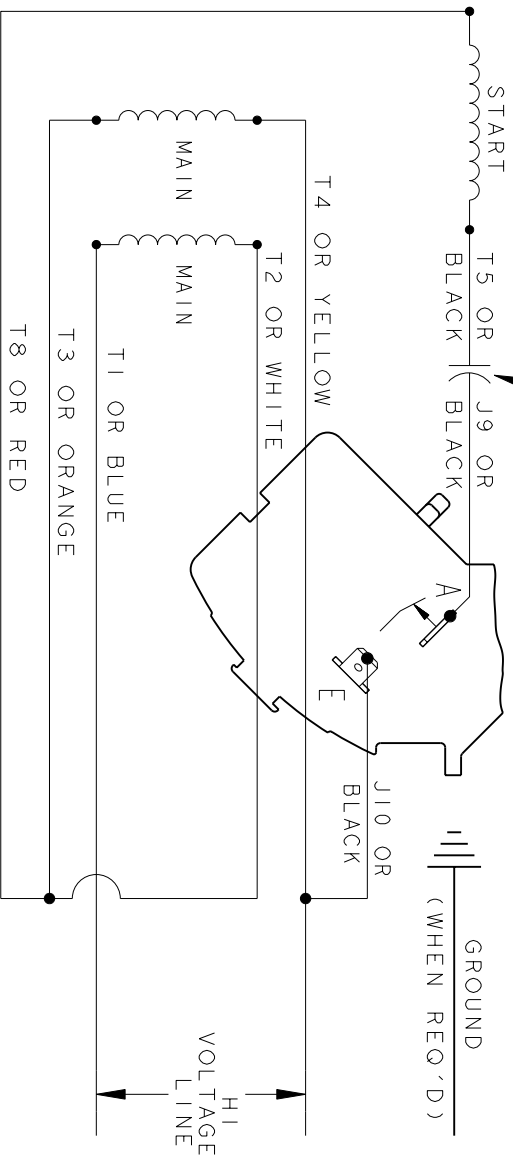 START
T5 OR
BLACK
J9 OR
BLACK
MAIN
MAIN
T4 OR YELLOW
T2 OR WHITE
T1 OR BLUE
T3 OR ORANGE
T8 OR RED
A
E
J10 OR
BLACK
GROUND
(WHEN REQ'D)
HI
VOLTAGE
LINE